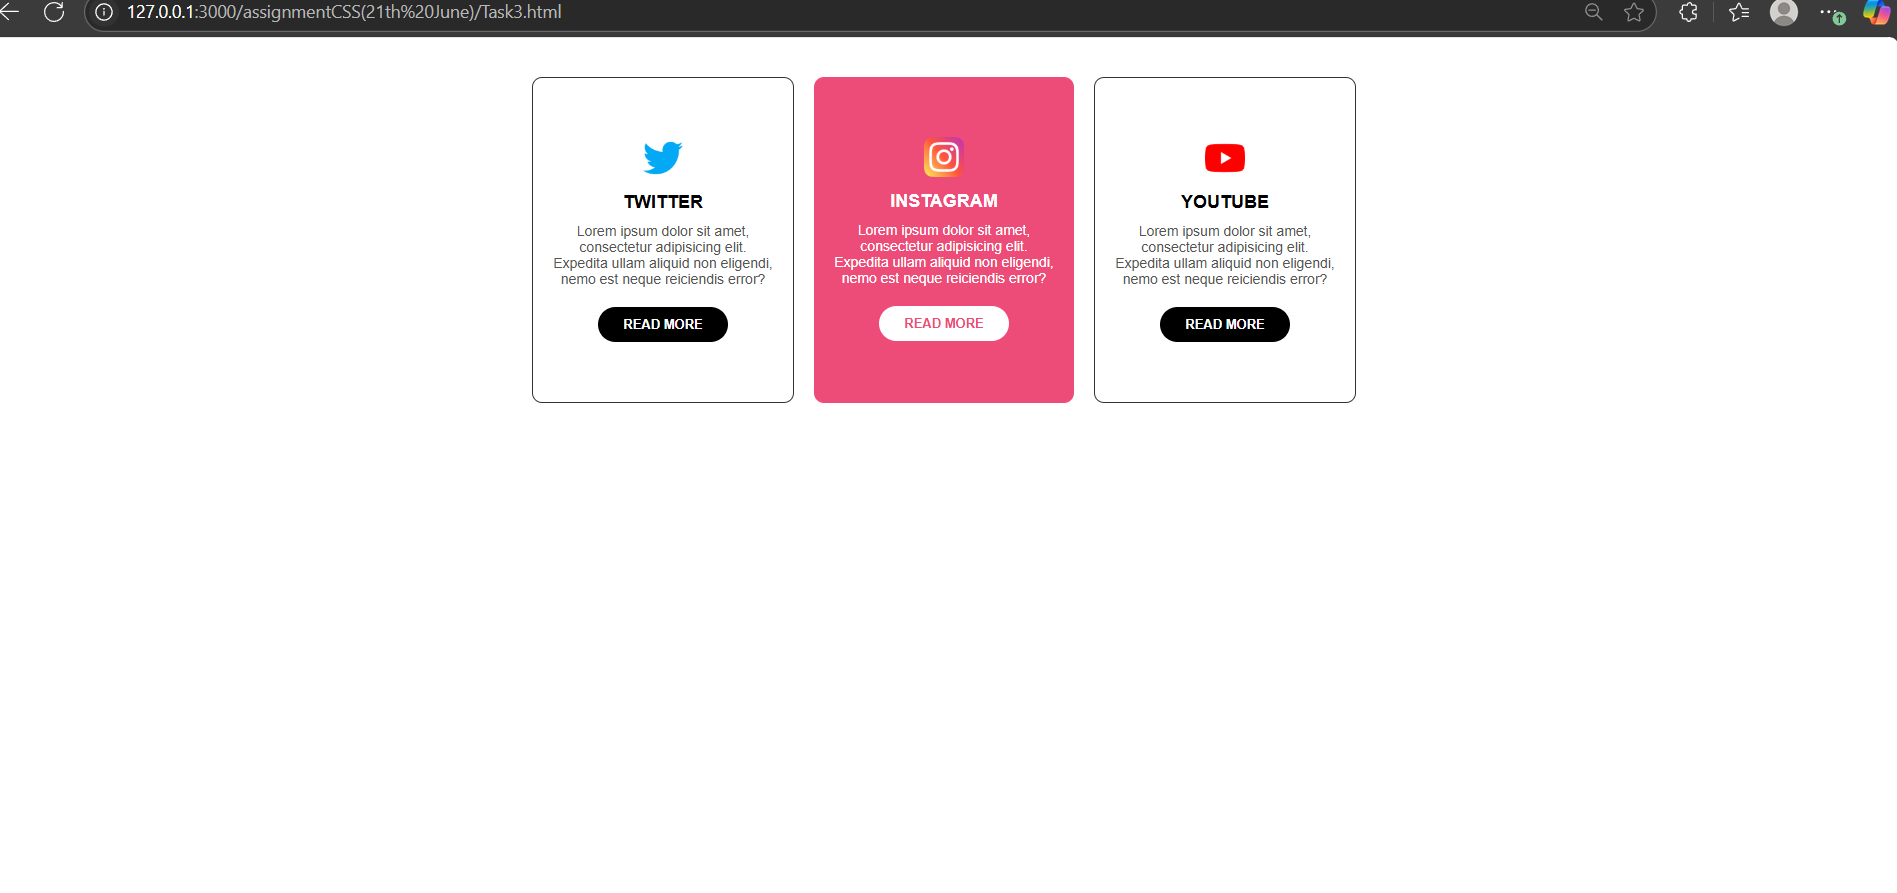 127.0.0.1:3000/assignmentCSS(21th%20June)/Task3.html
TWITTER
Lorem ipsum dolor sit amet,
consectetur adipisicing elit.
Expedita ullam aliquid non eligendi,
nemo est neque reiciendis error?
READ MORE
INSTAGRAM
Lorem ipsum dolor sit amet,
consectetur adipisicing elit.
Expedita ullam aliquid non eligendi,
nemo est neque reiciendis error?
READ MORE
YOUTUBE
Lorem ipsum dolor sit amet,
consectetur adipisicing elit.
Expedita ullam aliquid non eligendi,
nemo est neque reiciendis error?
READ MORE